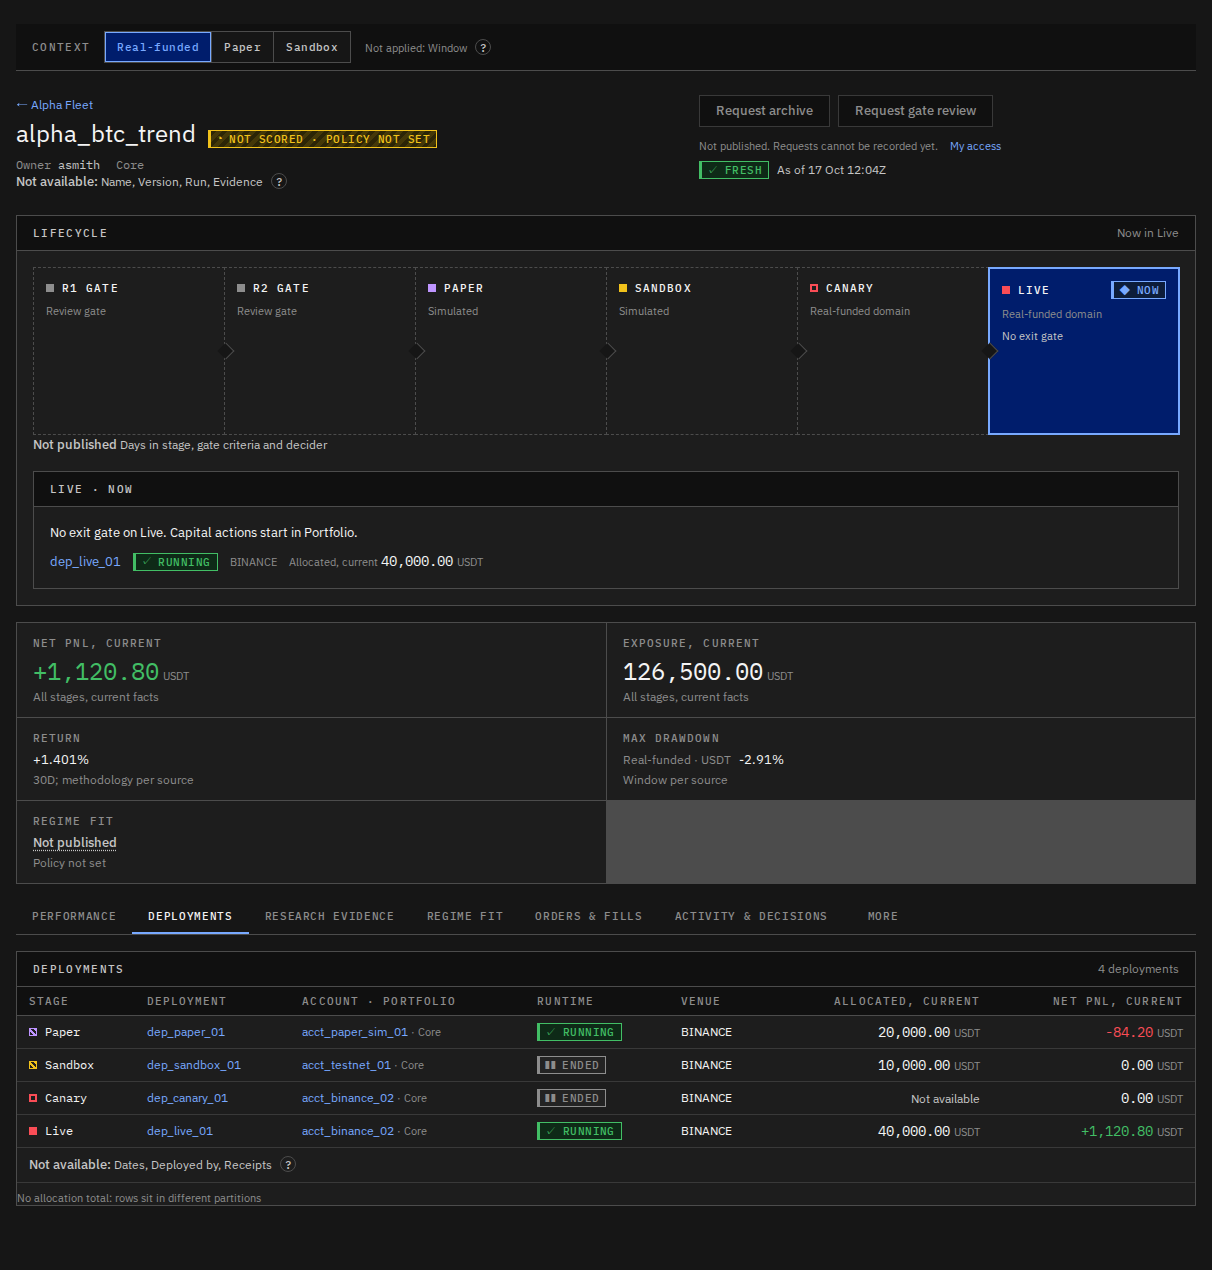 CONTEXT Real-funded Paper Sandbox Not applied: Window ?
← Alpha Fleet
Request archive Request gate review
alpha_btc_trend NOT SCORED · POLICY NOT SET
Not published. Requests cannot be recorded yet. My access
Owner asmith Core
✓ FRESH As of 17 Oct 12:04Z
Not available: Name, Version, Run, Evidence ?
LIFECYCLE Now in Live
R1 GATE R2 GATE PAPER SANDBOX CANARY LIVE ◆ NOW
Review gate Review gate Simulated Simulated Real-funded domain Real-funded domain
No exit gate
Not published Days in stage, gate criteria and decider
LIVE · NOW
No exit gate on Live. Capital actions start in Portfolio.
dep_live_01 ✓ RUNNING BINANCE Allocated, current 40,000.00 USDT
NET PNL, CURRENT EXPOSURE, CURRENT
+1,120.80 USDT 126,500.00 USDT
All stages, current facts All stages, current facts
RETURN MAX DRAWDOWN
+1.401% Real-funded · USDT -2.91%
30D; methodology per source Window per source
REGIME FIT
Not published
Policy not set
PERFORMANCE DEPLOYMENTS RESEARCH EVIDENCE REGIME FIT ORDERS & FILLS ACTIVITY & DECISIONS MORE
DEPLOYMENTS 4 deployments
STAGE DEPLOYMENT ACCOUNT · PORTFOLIO RUNTIME VENUE ALLOCATED, CURRENT NET PNL, CURRENT
Paper dep_paper_01 acct_paper_sim_01 · Core ✓ RUNNING BINANCE 20,000.00 USDT -84.20 USDT
Sandbox dep_sandbox_01 acct_testnet_01 · Core ENDED BINANCE 10,000.00 USDT 0.00 USDT
Canary dep_canary_01 acct_binance_02 · Core ENDED BINANCE Not available 0.00 USDT
Live dep_live_01 acct_binance_02 · Core ✓ RUNNING BINANCE 40,000.00 USDT +1,120.80 USDT
Not available: Dates, Deployed by, Receipts ?
No allocation total: rows sit in different partitions